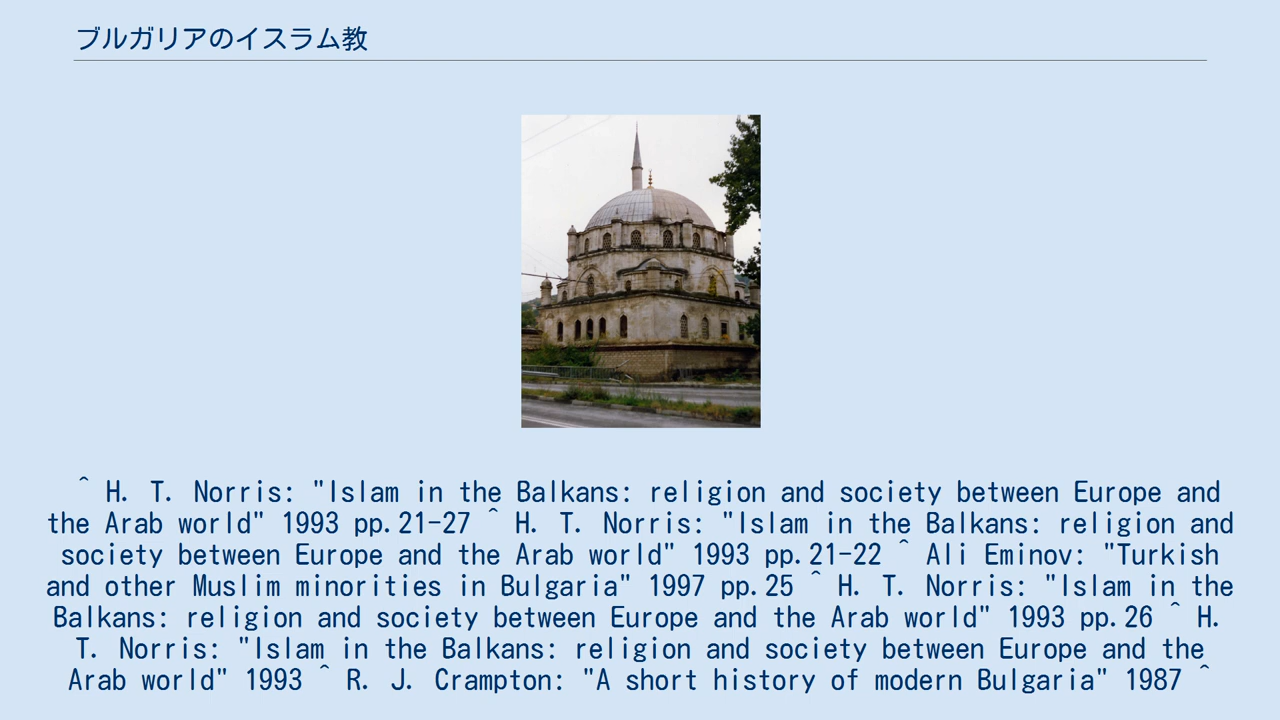 ブルガリアのイスラム教
^ H. T. Norris: "Islam in the Balkans: religion and society between Europe and
the Arab world" 1993 pp.21-27 ^ H. T. Norris: "Islam in the Balkans: religion and
society between Europe and the Arab world" 1993 pp.21-22 ^ Ali Eminov: "Turkish
and other Muslim minorities in Bulgaria" 1997 pp.25 ^ H. T. Norris: "Islam in the
Balkans: religion and society between Europe and the Arab world" 1993 pp.26 ^ H.
T. Norris: "Islam in the Balkans: religion and society between Europe and the
Arab world" 1993 ^ R. J. Crampton: "A short history of modern Bulgaria" 1987 ^